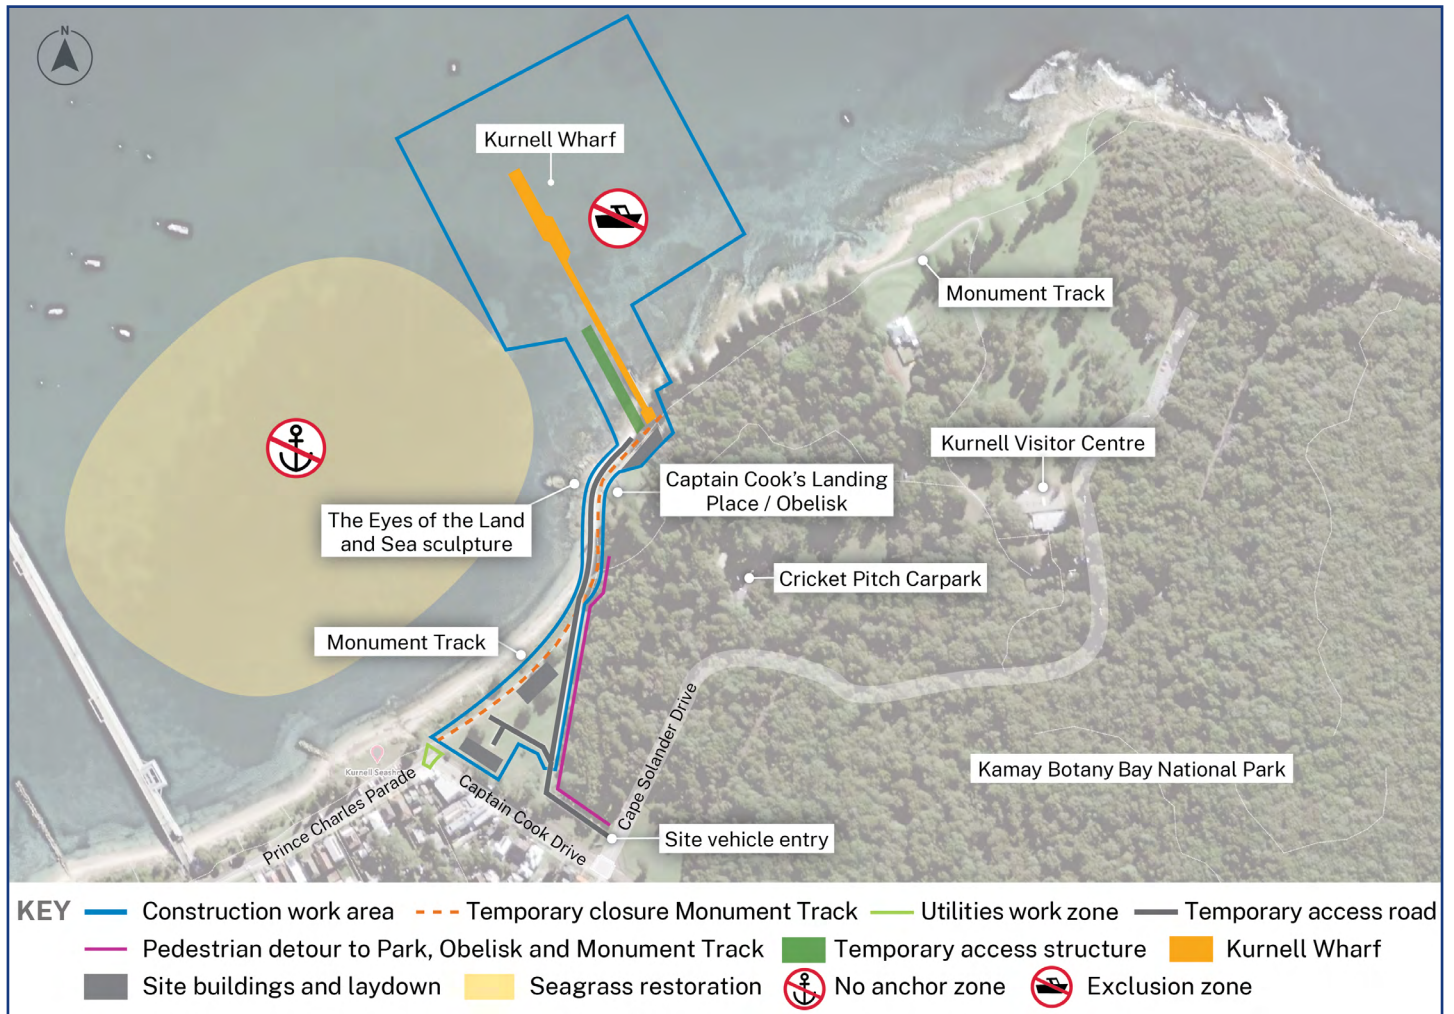 N
Kurnell Wharf
Monument Track
Kurnell Visitor Centre
Captain Cook's Landing
Place / Obelisk
The Eyes of the Land
and Sea sculpture
Cricket Pitch Carpark
Monument Track
Cape Solander Drive
Kamay Botany Bay National Park
Kurnell
Prince Charles Parade
Captain Cook Drive
Site vehicle entry
KEY Construction work area Temporary closure Monument Track Utilities work zone Temporary access road
Pedestrian detour to Park, Obelisk and Monument Track Temporary access structure Kurnell Wharf
Site buildings and laydown Seagrass restoration No anchor zone Exclusion zone